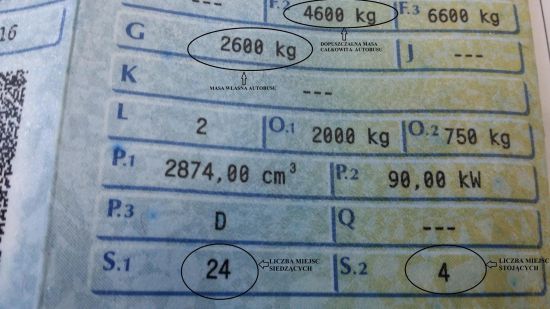 F.2 4600 kg F.3 6600 kg
16
DOPUSZCZALNA MASA
CAŁKOWITA AUTOBUSU
G 2600 kg J ---
MASA WŁASNA AUTOBUSU
K ---
L 2 O.1 2000 kg O.2 750 kg
P.1 2874,00 cm³ P.2 90,00 kW
P.3 D Q ---
S.1 24 LICZBA MIEJSC
SIEDZĄCYCH
S.2 4 LICZBA MIEJSC
STOJĄCYCH